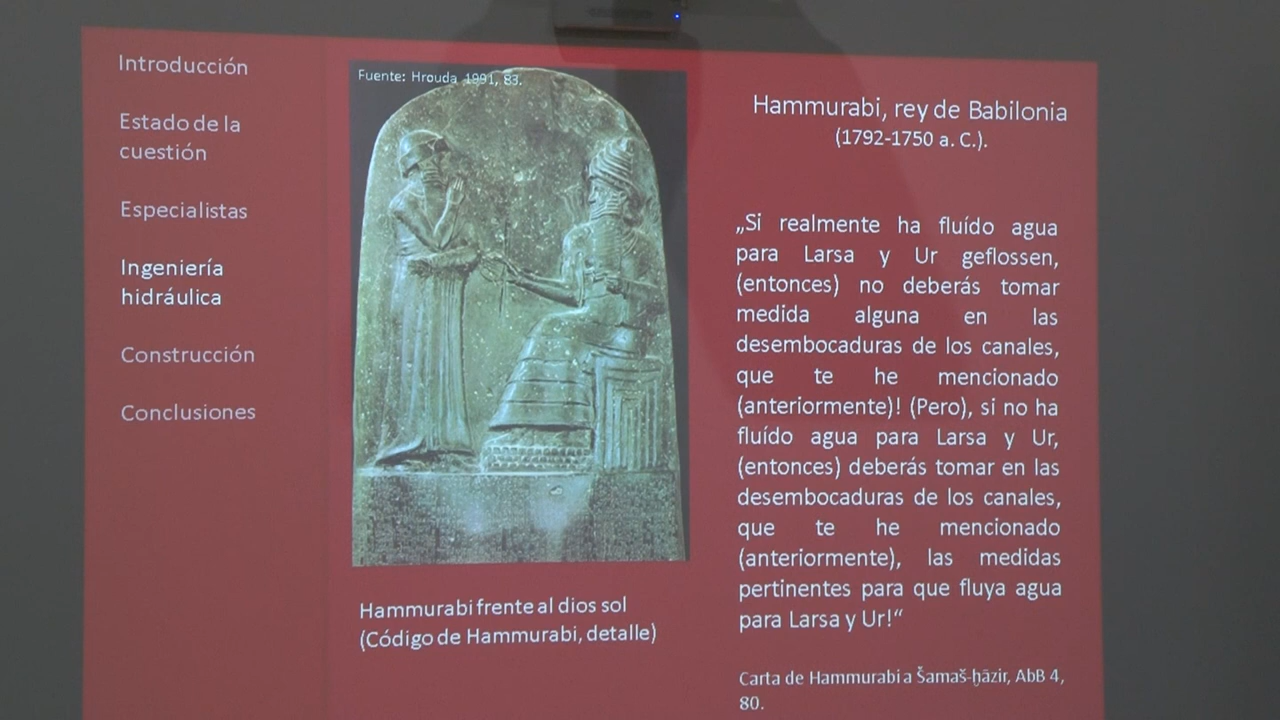 Introducción
Estado de la
cuestión
Especialistas
Ingeniería
hidráulica
Construcción
Conclusiones
Fuente: Hrouda 1991, 83.
Hammurabi frente al dios sol
(Código de Hammurabi, detalle)
Hammurabi, rey de Babilonia
(1792-1750 a. C.).
„Si realmente ha fluído agua
para Larsa y Ur geflossen,
(entonces) no deberás tomar
medida alguna en las
desembocaduras de los canales,
que te he mencionado
(anteriormente)! (Pero), si no ha
fluído agua para Larsa y Ur,
(entonces) deberás tomar en las
desembocaduras de los canales,
que te he mencionado
(anteriormente), las medidas
pertinentes para que fluya agua
para Larsa y Ur!“
Carta de Hammurabi a Šamaš-ḫāzir, AbB 4,
80.